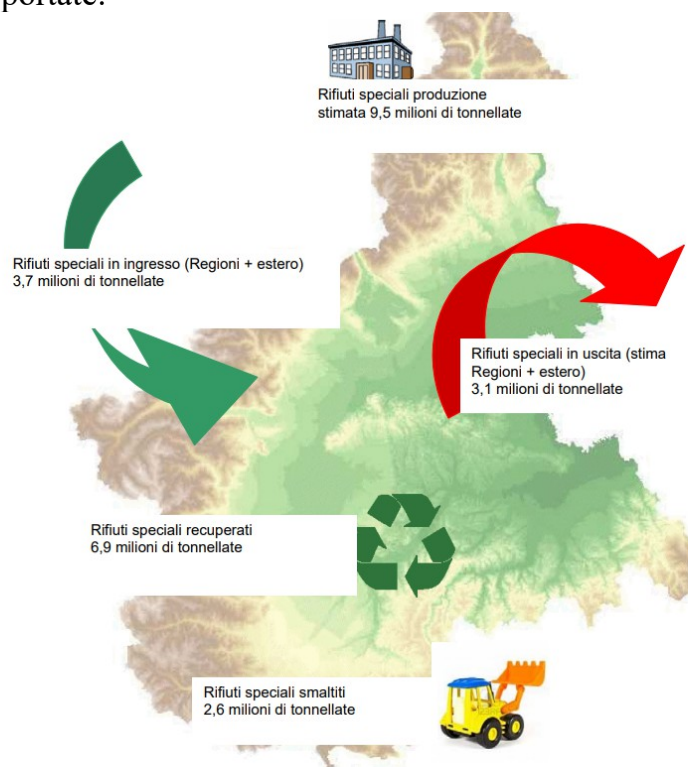 portate.
Rifiuti speciali produzione
stimata 9,5 milioni di tonnellate
Rifiuti speciali in ingresso (Regioni + estero)
3,7 milioni di tonnellate
Rifiuti speciali in uscita (stima
Regioni + estero)
3,1 milioni di tonnellate
Rifiuti speciali recuperati
6,9 milioni di tonnellate
Rifiuti speciali smaltiti
2,6 milioni di tonnellate